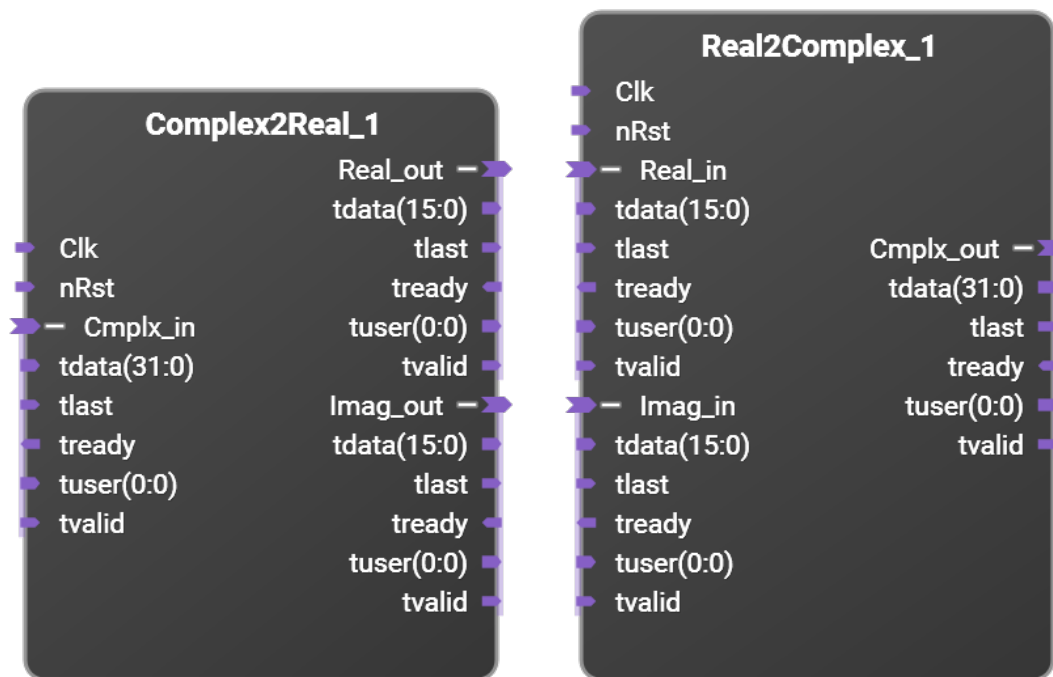 Complex2Real_1
Real_out
tdata(15:0)
Clk
tlast
nRst
tready
Cmplx_in
tuser(0:0)
tdata(31:0)
tvalid
tlast
Imag_out
tready
tdata(15:0)
tuser(0:0)
tlast
tvalid
tready
tuser(0:0)
tvalid
Real2Complex_1
Clk
nRst
Real_in
tdata(15:0)
tlast
Cmplx_out
tready
tdata(31:0)
tuser(0:0)
tlast
tvalid
tready
Imag_in
tuser(0:0)
tdata(15:0)
tvalid
tlast
tready
tuser(0:0)
tvalid